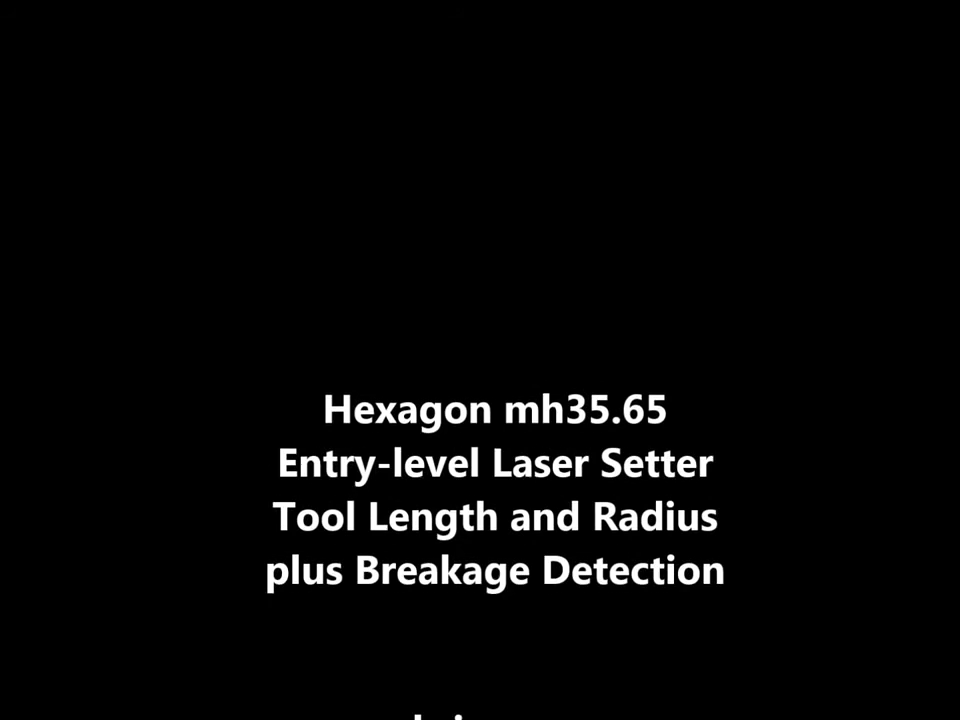 Hexagon mh35.65
Entry-level Laser Setter
Tool Length and Radius
plus Breakage Detection